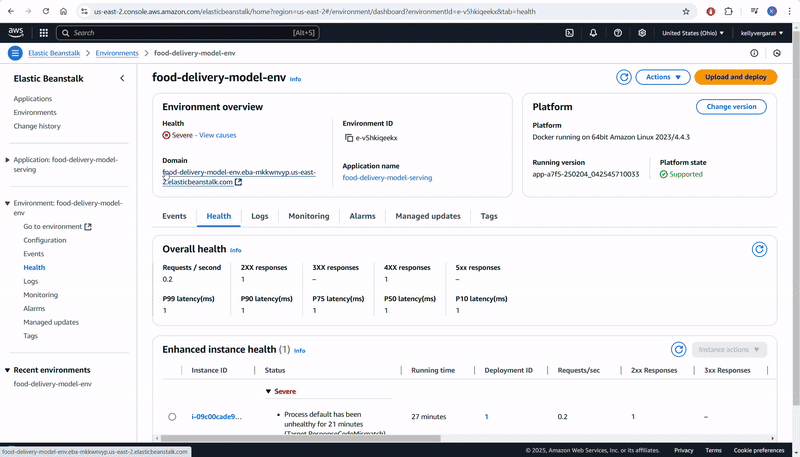 us-east-2.console.aws.amazon.com/elasticbeanstalk/home?region=us-east-2#/environment/dashboard?environmentId=e-v5hkiqeekx&tab=health
aws
Search
[Alt+S]
United States (Ohio)
kellyvergarat
Elastic Beanstalk
Environments
food-delivery-model-env
Elastic Beanstalk
Applications
Environments
Change history
Application: food-delivery-model-
serving
Environment: food-delivery-model-
env
Go to environment
Configuration
Events
Health
Logs
Monitoring
Alarms
Managed updates
Tags
Recent environments
food-delivery-model-env
food-delivery-model-env Info
Actions
Upload and deploy
Environment overview
Health
Severe - View causes
Domain
food-delivery-model-env.eba-mkkwnvyp.us-east-
2.elasticbeanstalk.com
Environment ID
e-v5hkiqeekx
Application name
food-delivery-model-serving
Platform
Change version
Platform
Docker running on 64bit Amazon Linux 2023/4.4.3
Running version
app-a7f5-250204_042545710033
Platform state
Supported
Events Health Logs Monitoring Alarms Managed updates Tags
Overall health Info
Requests / second 2XX responses 3XX responses 4XX responses 5xx responses
0.2 1 – 1 –
P99 latency(ms) P90 latency(ms) P75 latency(ms) P50 latency(ms) P10 latency(ms)
1 1 1 1 1
Enhanced instance health (1) Info
Instance actions
Instance ID Status Running time Deployment ID Requests/sec 2xx Responses 3xx Responses
Severe
i-09c00cade9... 27 minutes 1 0.2 1 –
• Process default has been
unhealthy for 21 minutes
(Target.ResponseCodeMismatch)
food-delivery-model-env.eba-mkkwnvyp.us-east-2.elasticbeanstalk.com
© 2025, Amazon Web Services, Inc. or its affiliates. Privacy Terms Cookie preferences